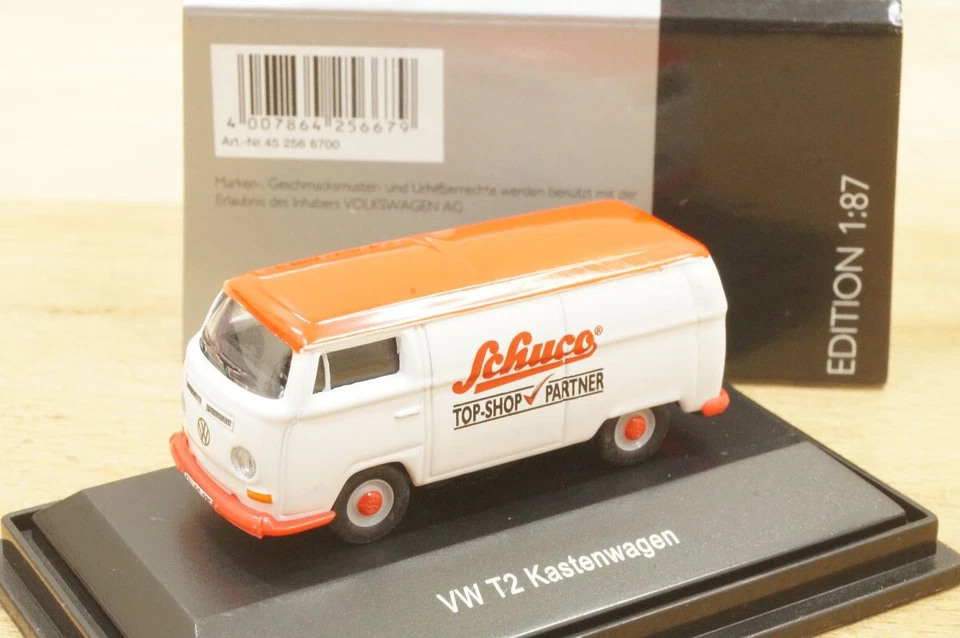 4 007864 256679
Art.-Nr. 45 256 6700
Marken-, Geschmacksmuster- und Urheberrechte werden benutzt mit der
Erlaubnis des Inhabers VOLKSWAGEN AG
EDITION 1:87
Schuco®
TOP-SHOP PARTNER
VW T2 Kastenwagen